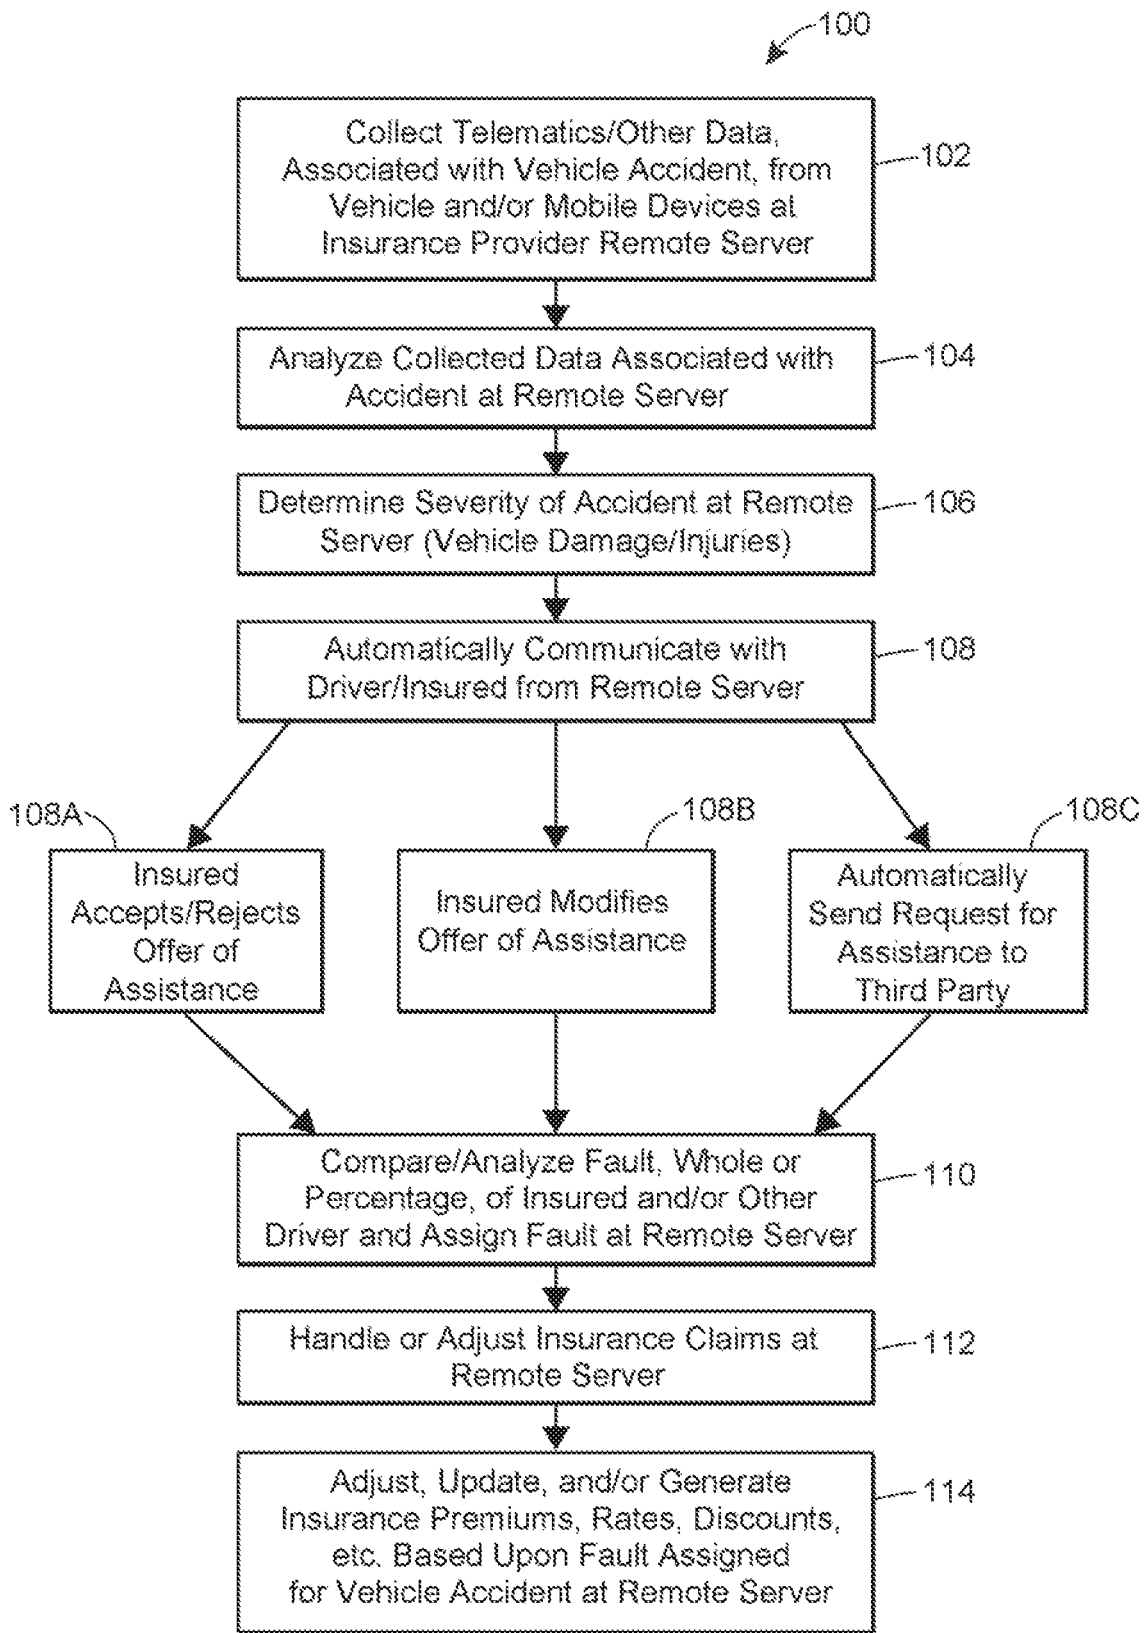 100
Collect Telematics/Other Data,
Associated with Vehicle Accident, from
Vehicle and/or Mobile Devices at
Insurance Provider Remote Server
102
Analyze Collected Data Associated with
Accident at Remote Server
104
Determine Severity of Accident at Remote
Server (Vehicle Damage/Injuries)
106
Automatically Communicate with
Driver/Insured from Remote Server
108
108A
Insured
Accepts/Rejects
Offer of
Assistance
108B
Insured Modifies
Offer of Assistance
108C
Automatically
Send Request for
Assistance to
Third Party
Compare/Analyze Fault, Whole or
Percentage, of Insured and/or Other
Driver and Assign Fault at Remote Server
110
Handle or Adjust Insurance Claims at
Remote Server
112
Adjust, Update, and/or Generate
Insurance Premiums, Rates, Discounts,
etc. Based Upon Fault Assigned
for Vehicle Accident at Remote Server
114